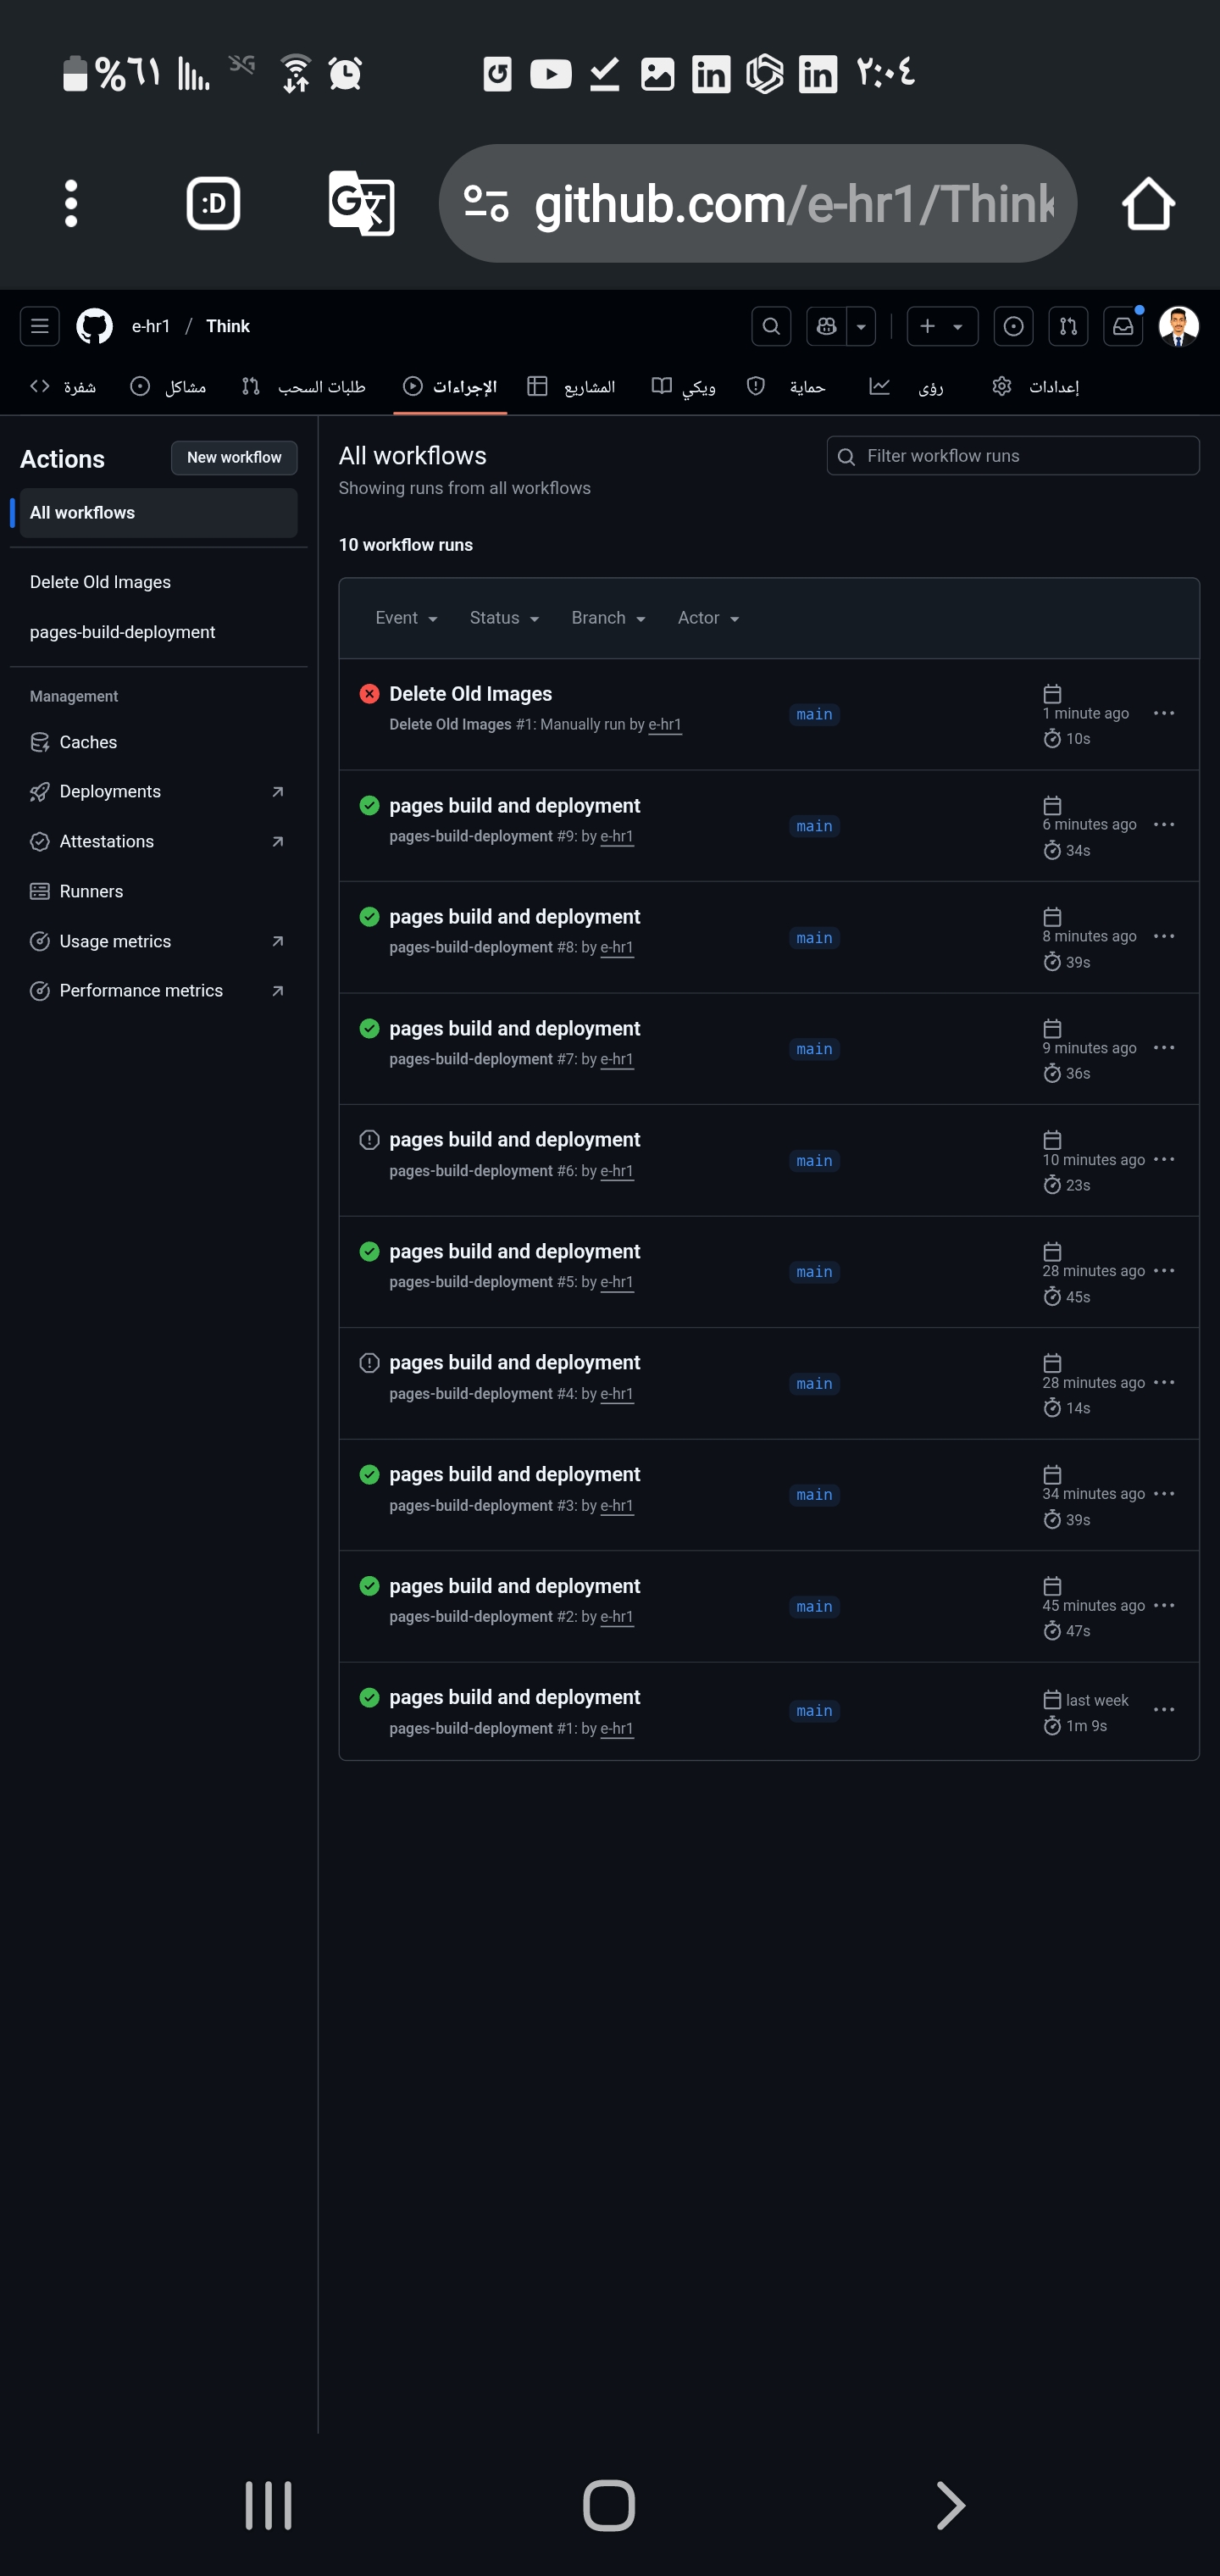 %٦١ ٢:٠٤
:D github.com/e-hr1/Think
e-hr1 / Think
شفرة مشاكل طلبات السحب الإجراءات المشاريع ويكي حماية رؤى إعدادات
Actions
New workflow
All workflows
Delete Old Images
pages-build-deployment
Management
Caches
Deployments
Attestations
Runners
Usage metrics
Performance metrics
All workflows
Showing runs from all workflows
Filter workflow runs
10 workflow runs
Event Status Branch Actor
Delete Old Images
Delete Old Images #1: Manually run by e-hr1
main
1 minute ago
10s
pages build and deployment
pages-build-deployment #9: by e-hr1
main
6 minutes ago
34s
pages build and deployment
pages-build-deployment #8: by e-hr1
main
8 minutes ago
39s
pages build and deployment
pages-build-deployment #7: by e-hr1
main
9 minutes ago
36s
pages build and deployment
pages-build-deployment #6: by e-hr1
main
10 minutes ago
23s
pages build and deployment
pages-build-deployment #5: by e-hr1
main
28 minutes ago
45s
pages build and deployment
pages-build-deployment #4: by e-hr1
main
28 minutes ago
14s
pages build and deployment
pages-build-deployment #3: by e-hr1
main
34 minutes ago
39s
pages build and deployment
pages-build-deployment #2: by e-hr1
main
45 minutes ago
47s
pages build and deployment
pages-build-deployment #1: by e-hr1
main
last week
1m 9s